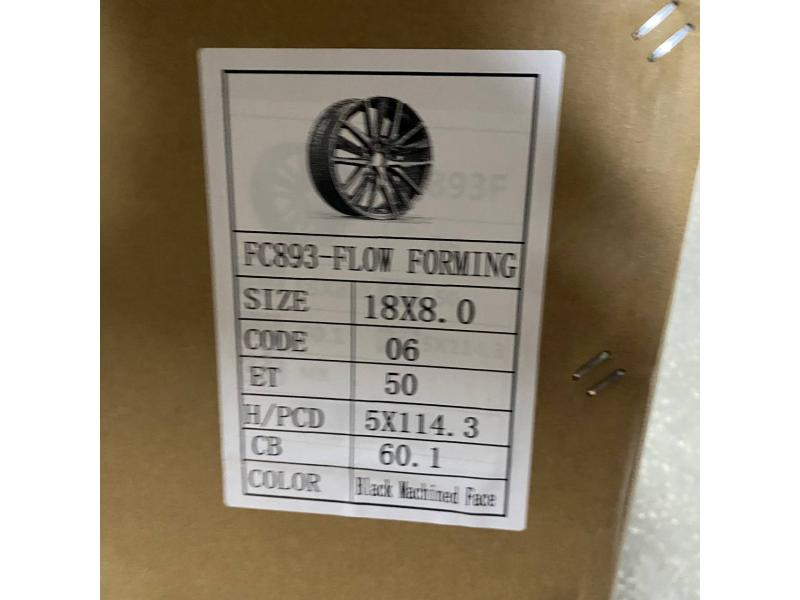 FC893-FLOW FORMING
SIZE 18X8.0
CODE 06
ET 50
H/PCD 5X114.3
CB 60.1
COLOR Black Machined Face